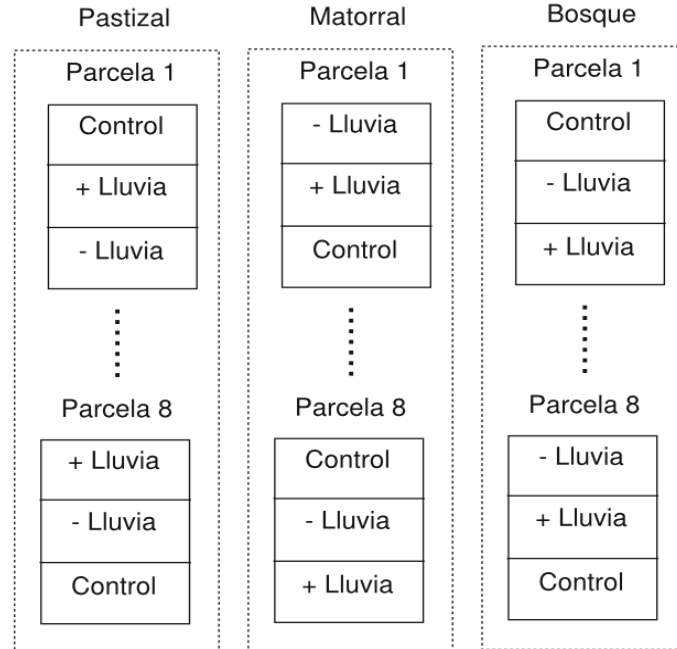 Pastizal
Parcela 1
Control
+ Lluvia
- Lluvia
Parcela 8
+ Lluvia
- Lluvia
Control
Matorral
Parcela 1
- Lluvia
+ Lluvia
Control
Parcela 8
Control
- Lluvia
+ Lluvia
Bosque
Parcela 1
Control
- Lluvia
+ Lluvia
Parcela 8
- Lluvia
+ Lluvia
Control